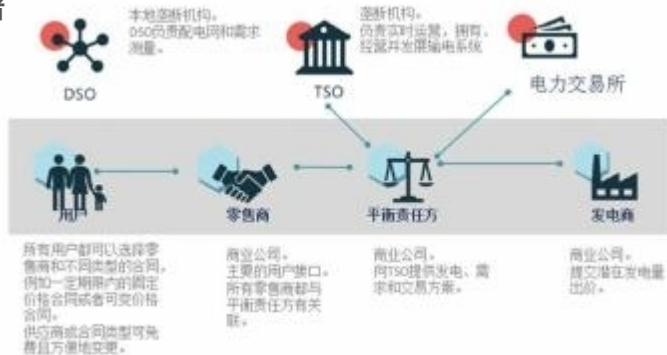 者
本地垄断机构。
DSO负责配电网和需求
测量。
DSO
垄断机构。
负责实时运营，拥有、
经营并发展输电系统
TSO
电力交易所
用户
零售商
平衡责任方
发电商
所有用户都可以选择零
售商和不同类型的合同，
例如一定期限内的固定
价格合同或者可变价格
合同。
供应商或合同类型可免
费且方便地变更。
商业公司。
主要的用户接口。
所有零售商都与
平衡责任方有关
联。
商业公司。
向TSO提供发电、需
求和交易方案。
商业公司。
提交潜在发电量
出价。